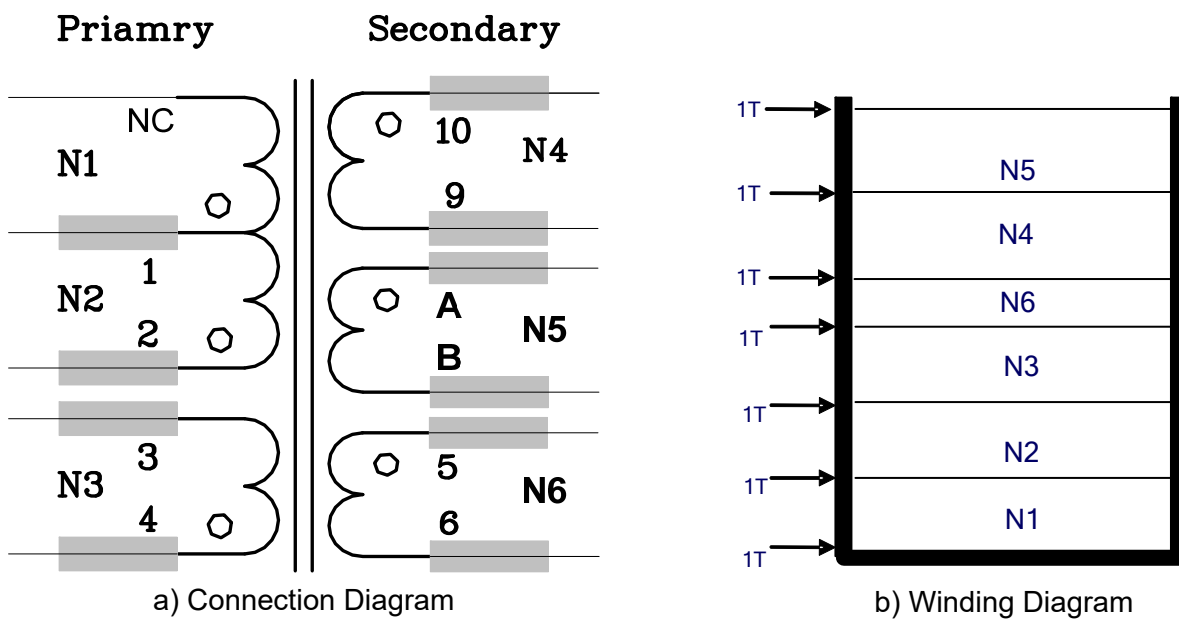 Priamry
Secondary
NC
N1
1
N2
2
3
N3
4
10
N4
9
A
N5
B
5
N6
6
a) Connection Diagram
1T
N5
1T
N4
1T
N6
1T
N3
1T
N2
1T
N1
1T
b) Winding Diagram